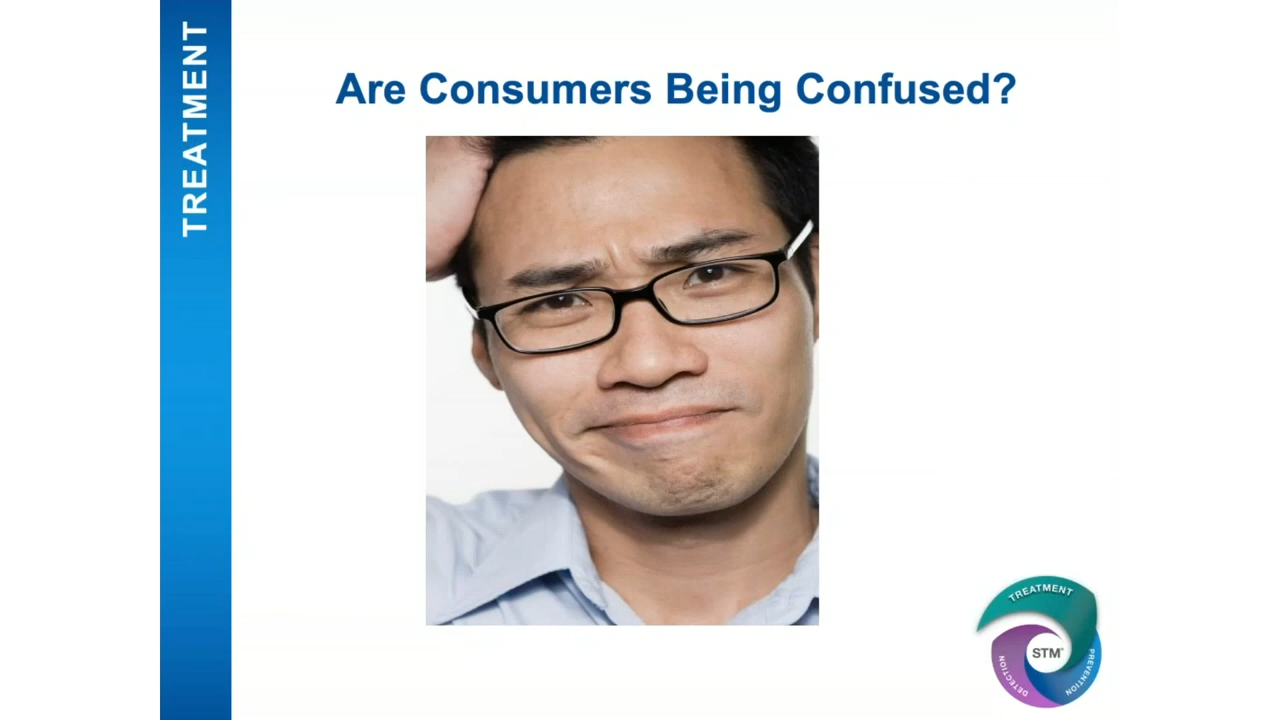 TREATMENT
Are Consumers Being Confused?
TREATMENT
STM®
DETECTION
PREVENTION